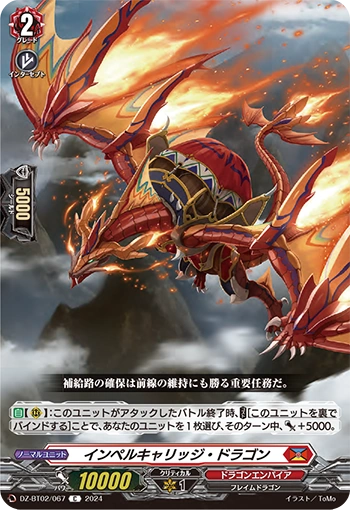 2
グレード
インターセプト
5000
シールド
補給路の確保は前線の維持にも勝る重要任務だ。
自【R】:このユニットがアタックしたバトル終了時、【このユニットを裏でバインドする】ことで、あなたのユニットを1枚選び、そのターン中、+5000。
ノーマルユニット
インペルキャリッジ・ドラゴン
パワー
10000
クリティカル
1
ドラゴンエンパイア
フレイムドラゴン
DZ-BT02/067 C 2024
イラスト/ToMo